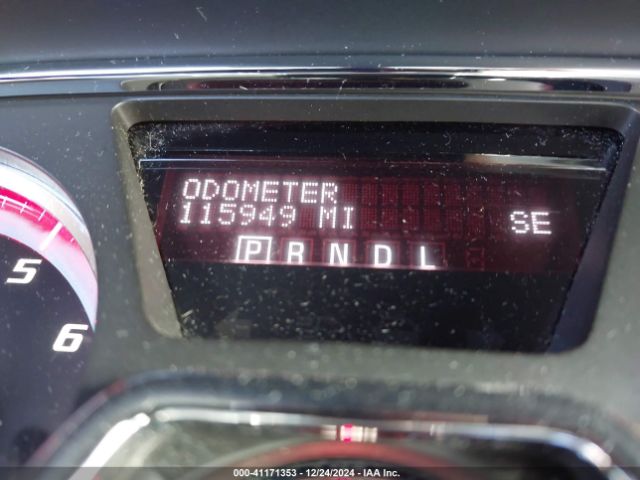 ODOMETER
115949 MI SE
P R N D L
5
6
000-41171353 - 12/24/2024 - IAA Inc.